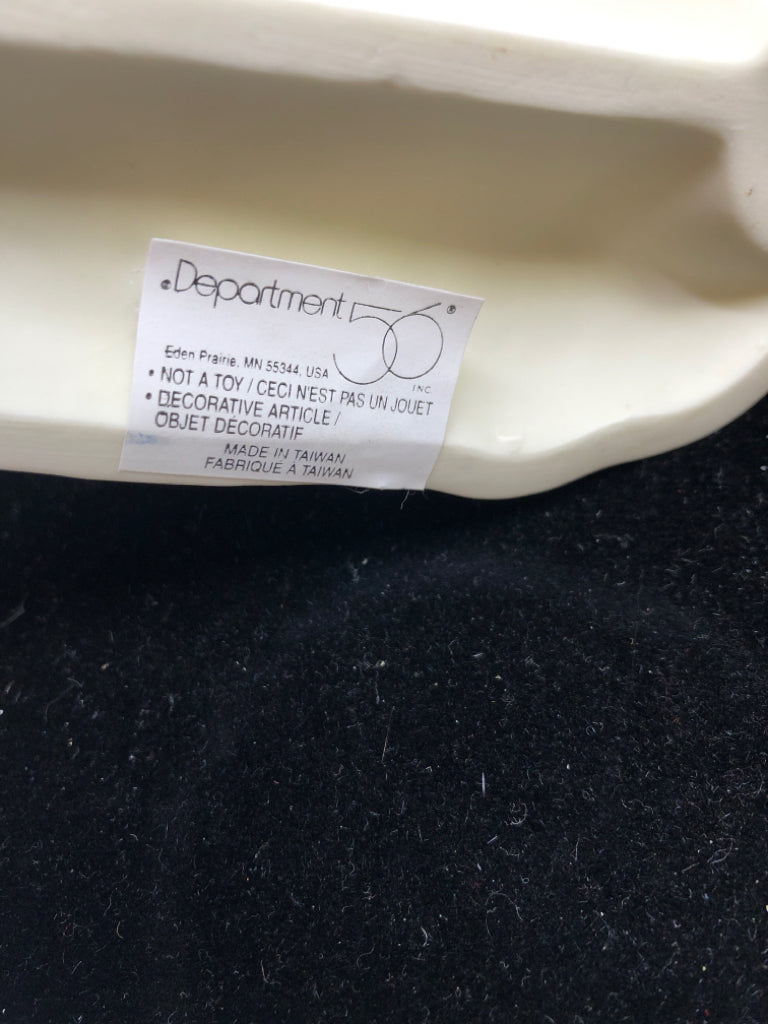 Department 56®
INC.
Eden Prairie, MN 55344, USA
• NOT A TOY / CECI N'EST PAS UN JOUET
• DECORATIVE ARTICLE /
OBJET DÉCORATIF
MADE IN TAIWAN
FABRIQUE À TAIWAN